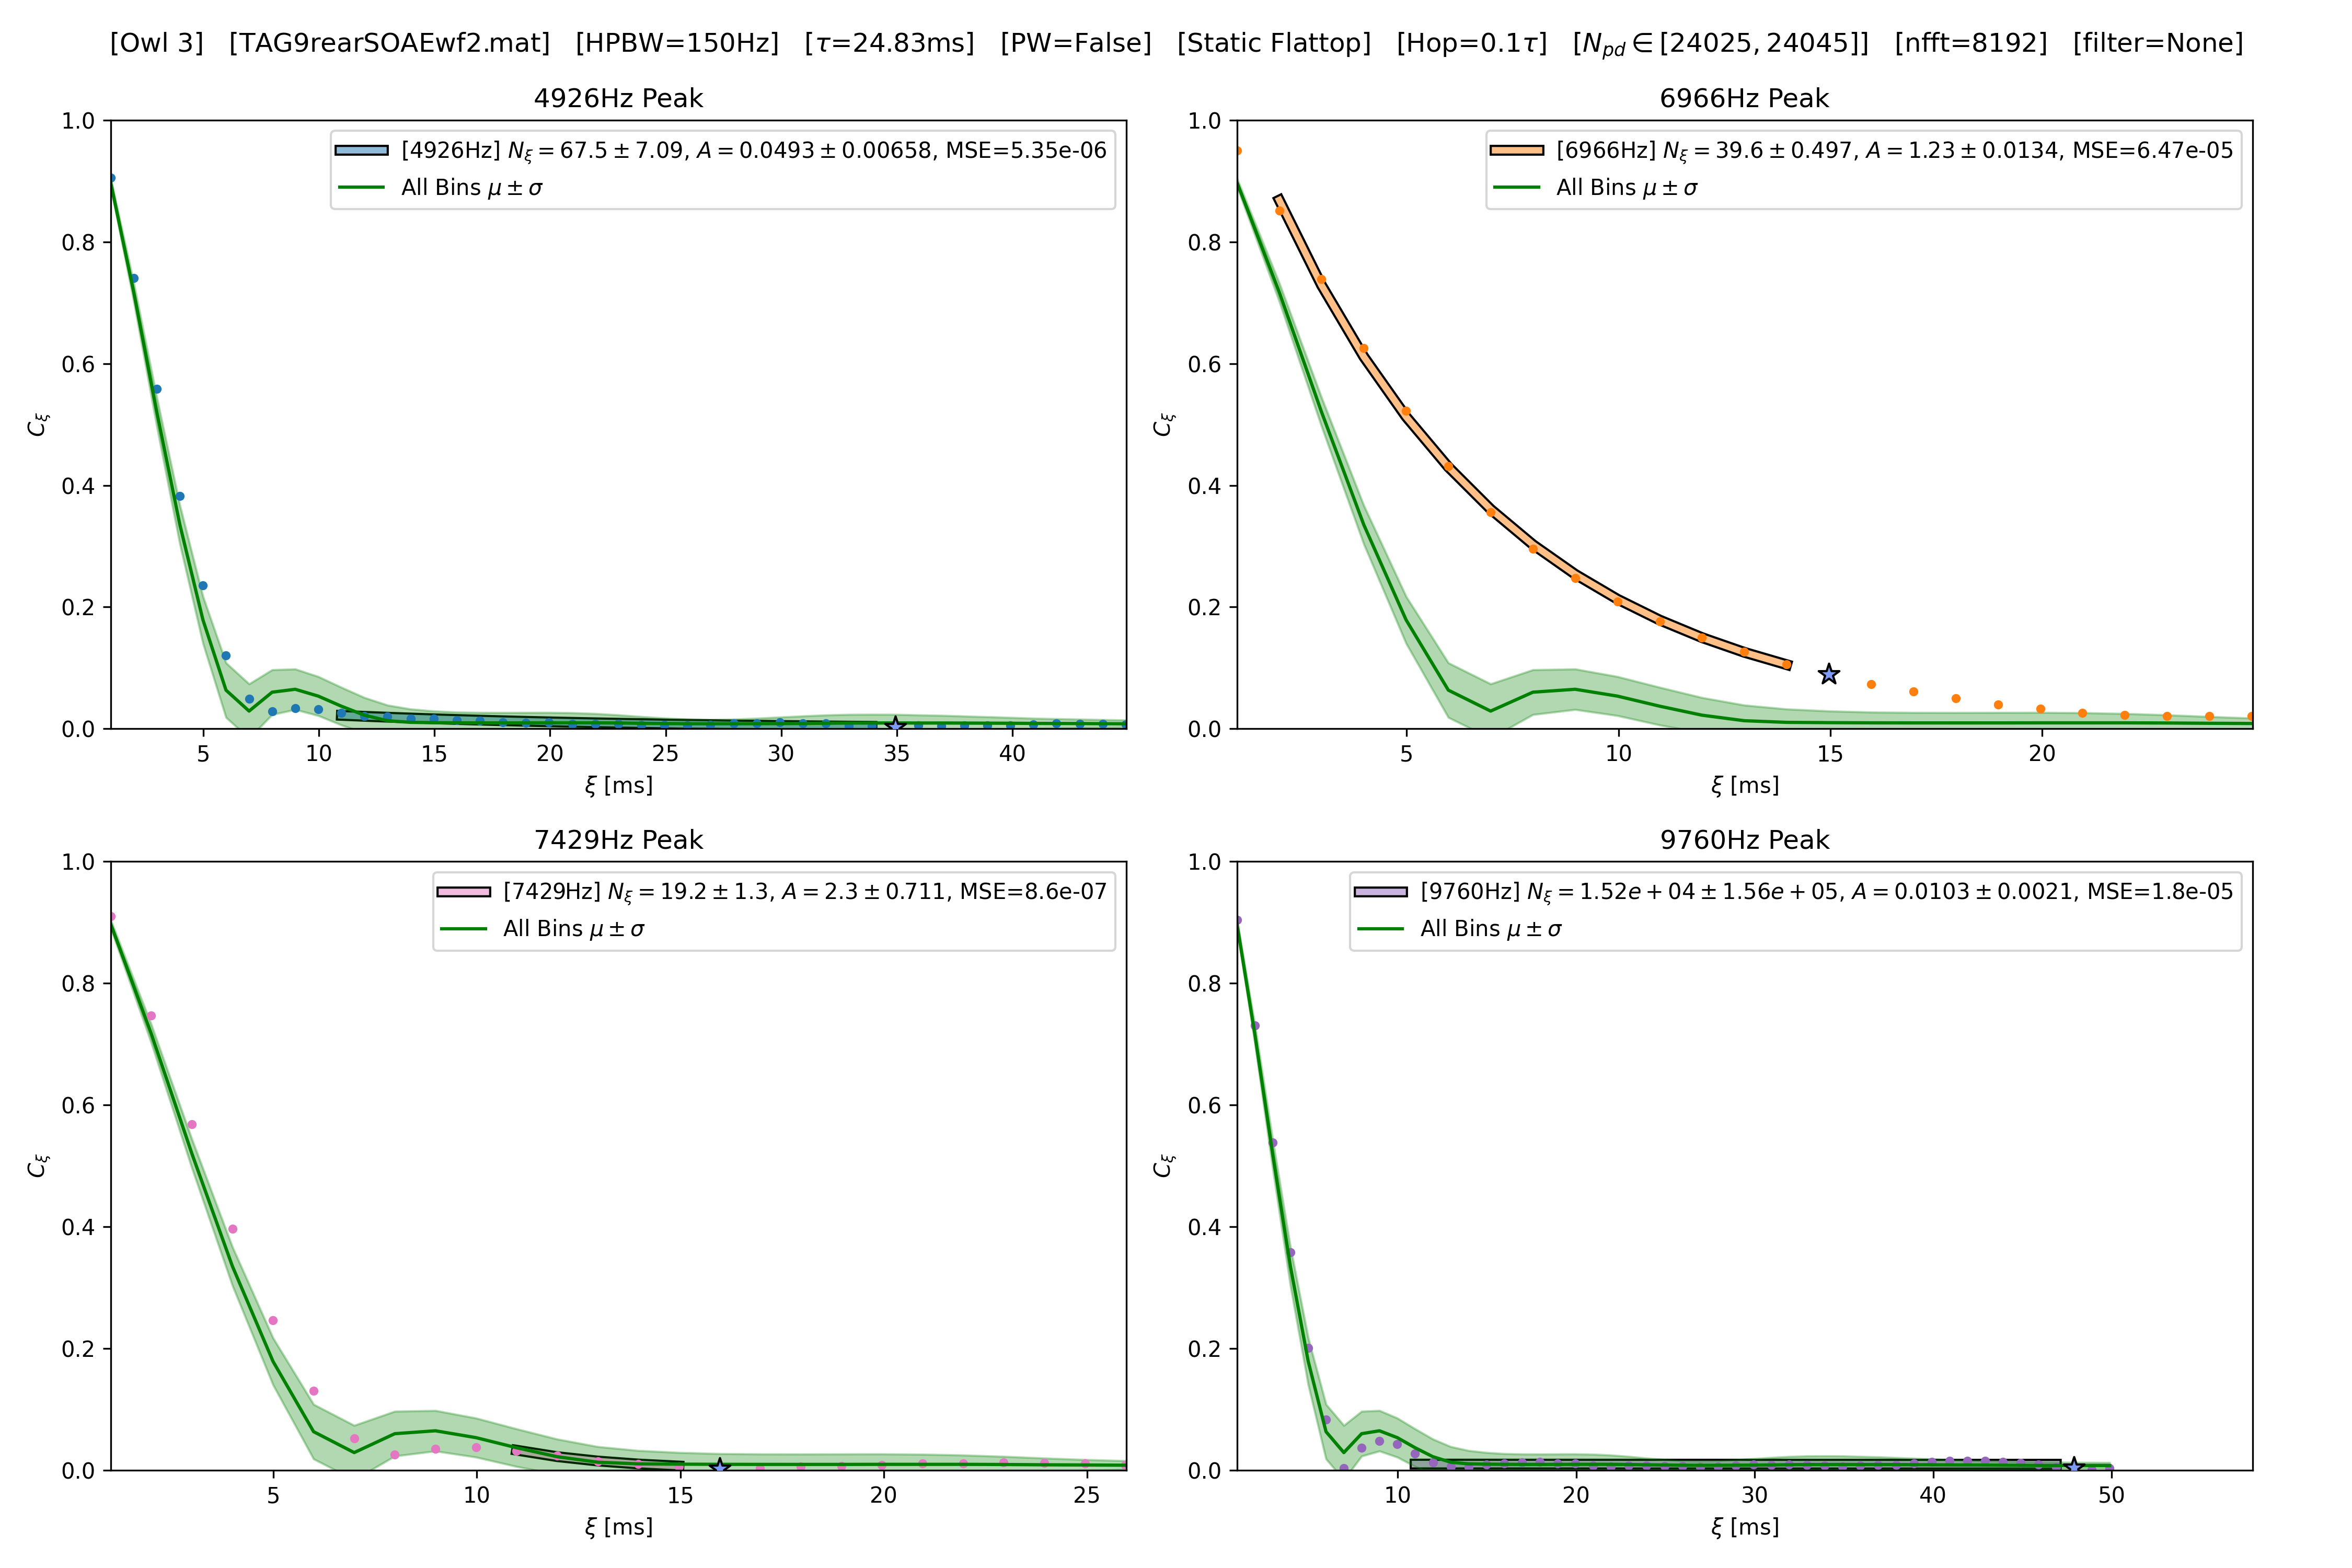 [Owl 3] [TAG9rearSOAEwf2.mat] [HPBW=150Hz] [τ=24.83ms] [PW=False] [Static Flattop] [Hop=0.1τ] [N_pd ∈ [24025, 24045]] [nfft=8192] [filter=None]
4926Hz Peak
[4926Hz] N_ξ = 67.5 ± 7.09, A = 0.0493 ± 0.00658, MSE=5.35e-06
All Bins μ ± σ
1.0
0.8
0.6
0.4
0.2
0.0
C_ξ
5 10 15 20 25 30 35 40
ξ [ms]
6966Hz Peak
[6966Hz] N_ξ = 39.6 ± 0.497, A = 1.23 ± 0.0134, MSE=6.47e-05
All Bins μ ± σ
1.0
0.8
0.6
0.4
0.2
0.0
C_ξ
5 10 15 20
ξ [ms]
7429Hz Peak
[7429Hz] N_ξ = 19.2 ± 1.3, A = 2.3 ± 0.711, MSE=8.6e-07
All Bins μ ± σ
1.0
0.8
0.6
0.4
0.2
0.0
C_ξ
5 10 15 20 25
ξ [ms]
9760Hz Peak
[9760Hz] N_ξ = 1.52e + 04 ± 1.56e + 05, A = 0.0103 ± 0.0021, MSE=1.8e-05
All Bins μ ± σ
1.0
0.8
0.6
0.4
0.2
0.0
C_ξ
10 20 30 40 50
ξ [ms]